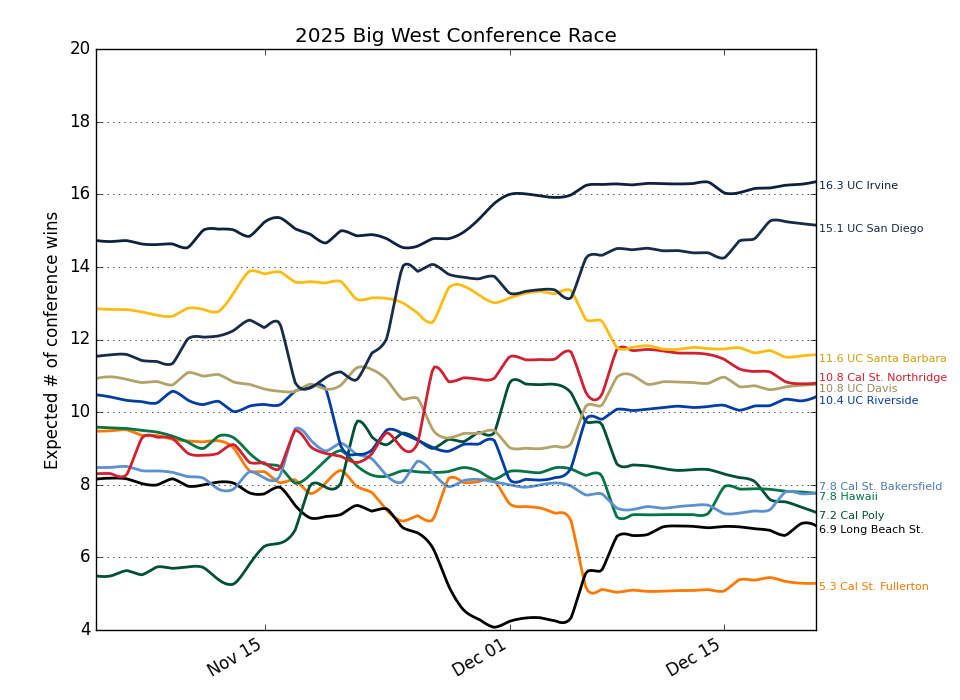 2025 Big West Conference Race
Expected # of conference wins
20
18
16
14
12
10
8
6
4
Nov 15
Dec 01
Dec 15
16.3 UC Irvine
15.1 UC San Diego
11.6 UC Santa Barbara
10.8 Cal St. Northridge
10.8 UC Davis
10.4 UC Riverside
7.8 Cal St. Bakersfield
7.8 Hawaii
7.2 Cal Poly
6.9 Long Beach St.
5.3 Cal St. Fullerton